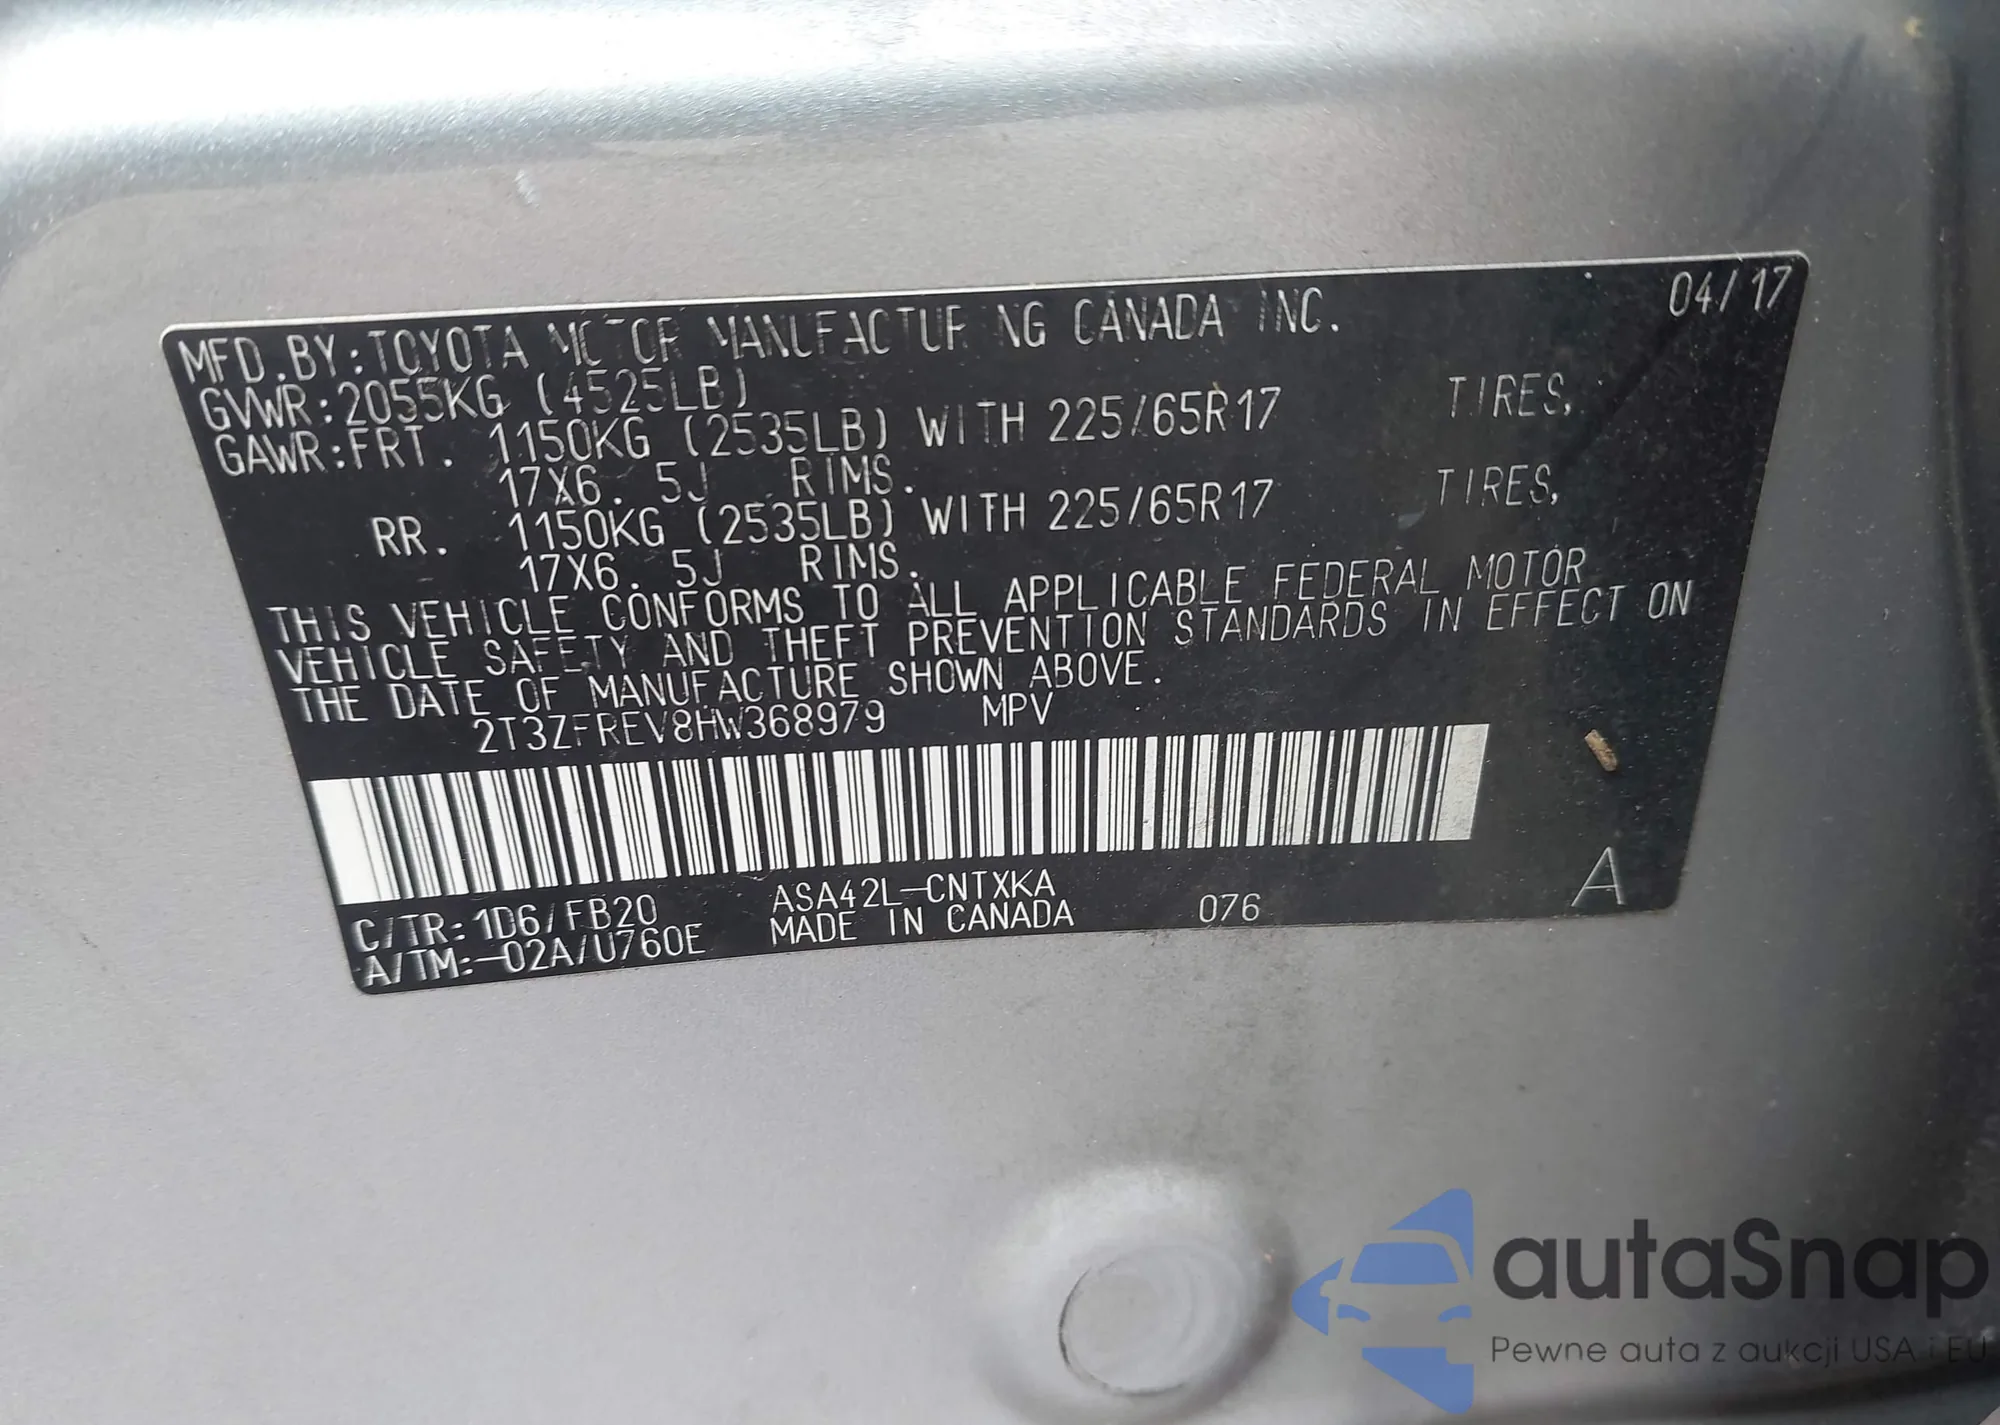 04/17
MFD.BY:TOYOTA MOTOR MANUFACTURING CANADA INC.
GVWR:2055KG (4525LB)
GAWR:FRT. 1150KG (2535LB) WITH 225/65R17 TIRES,
17X6.5J RIMS.
RR. 1150KG (2535LB) WITH 225/65R17 TIRES,
17X6.5J RIMS.
THIS VEHICLE CONFORMS TO ALL APPLICABLE FEDERAL MOTOR
VEHICLE SAFETY AND THEFT PREVENTION STANDARDS IN EFFECT ON
THE DATE OF MANUFACTURE SHOWN ABOVE.
2T3ZFREV8HW368979 MPV
C/TR:1D6/FB20 ASA42L-CNTXKA
A/TM:-02A/U760E MADE IN CANADA 076 A
autaSnap
Pewne auta z aukcji USA i EU